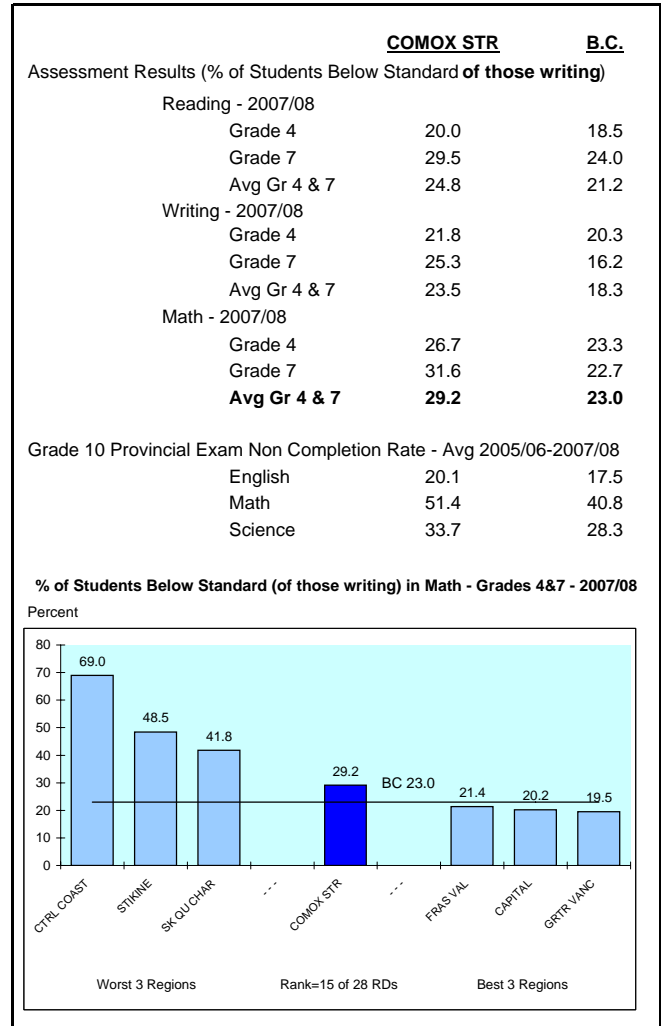 COMOX STR B.C.
Assessment Results (% of Students Below Standard of those writing)
Reading - 2007/08
Grade 4 20.0 18.5
Grade 7 29.5 24.0
Avg Gr 4 & 7 24.8 21.2
Writing - 2007/08
Grade 4 21.8 20.3
Grade 7 25.3 16.2
Avg Gr 4 & 7 23.5 18.3
Math - 2007/08
Grade 4 26.7 23.3
Grade 7 31.6 22.7
Avg Gr 4 & 7 29.2 23.0
Grade 10 Provincial Exam Non Completion Rate - Avg 2005/06-2007/08
English 20.1 17.5
Math 51.4 40.8
Science 33.7 28.3
% of Students Below Standard (of those writing) in Math - Grades 4&7 - 2007/08
Percent
80
70
60
50
40
30
20
10
0
69.0
48.5
41.8
29.2
BC 23.0
21.4
20.2
19.5
CTRL COAST
STIKINE
SK QU CHAR
- - -
COMOX STR
- - -
FRAS VAL
CAPITAL
GRTR VANC
Worst 3 Regions Rank=15 of 28 RDs Best 3 Regions